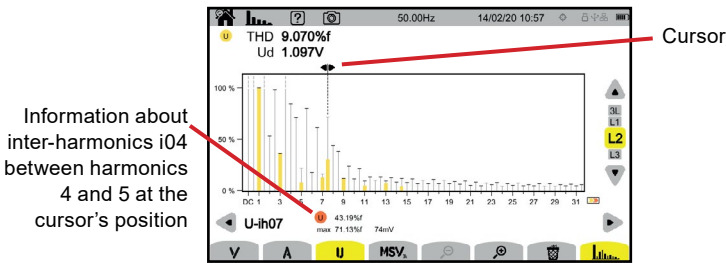 50.00Hz 14/02/20 10:57
U THD 9.070%f
Ud 1.097V
Cursor
100 %
50 %
0 %
DC 1 3 5 7 9 11 13 15 17 19 21 23 25 27 29 31
3L
L1
L2
L3
Information about
inter-harmonics i04
between harmonics
4 and 5 at the
cursor’s position
U-ih07 U 43.19%f
max 71.13%f 74mV
V A U MSV